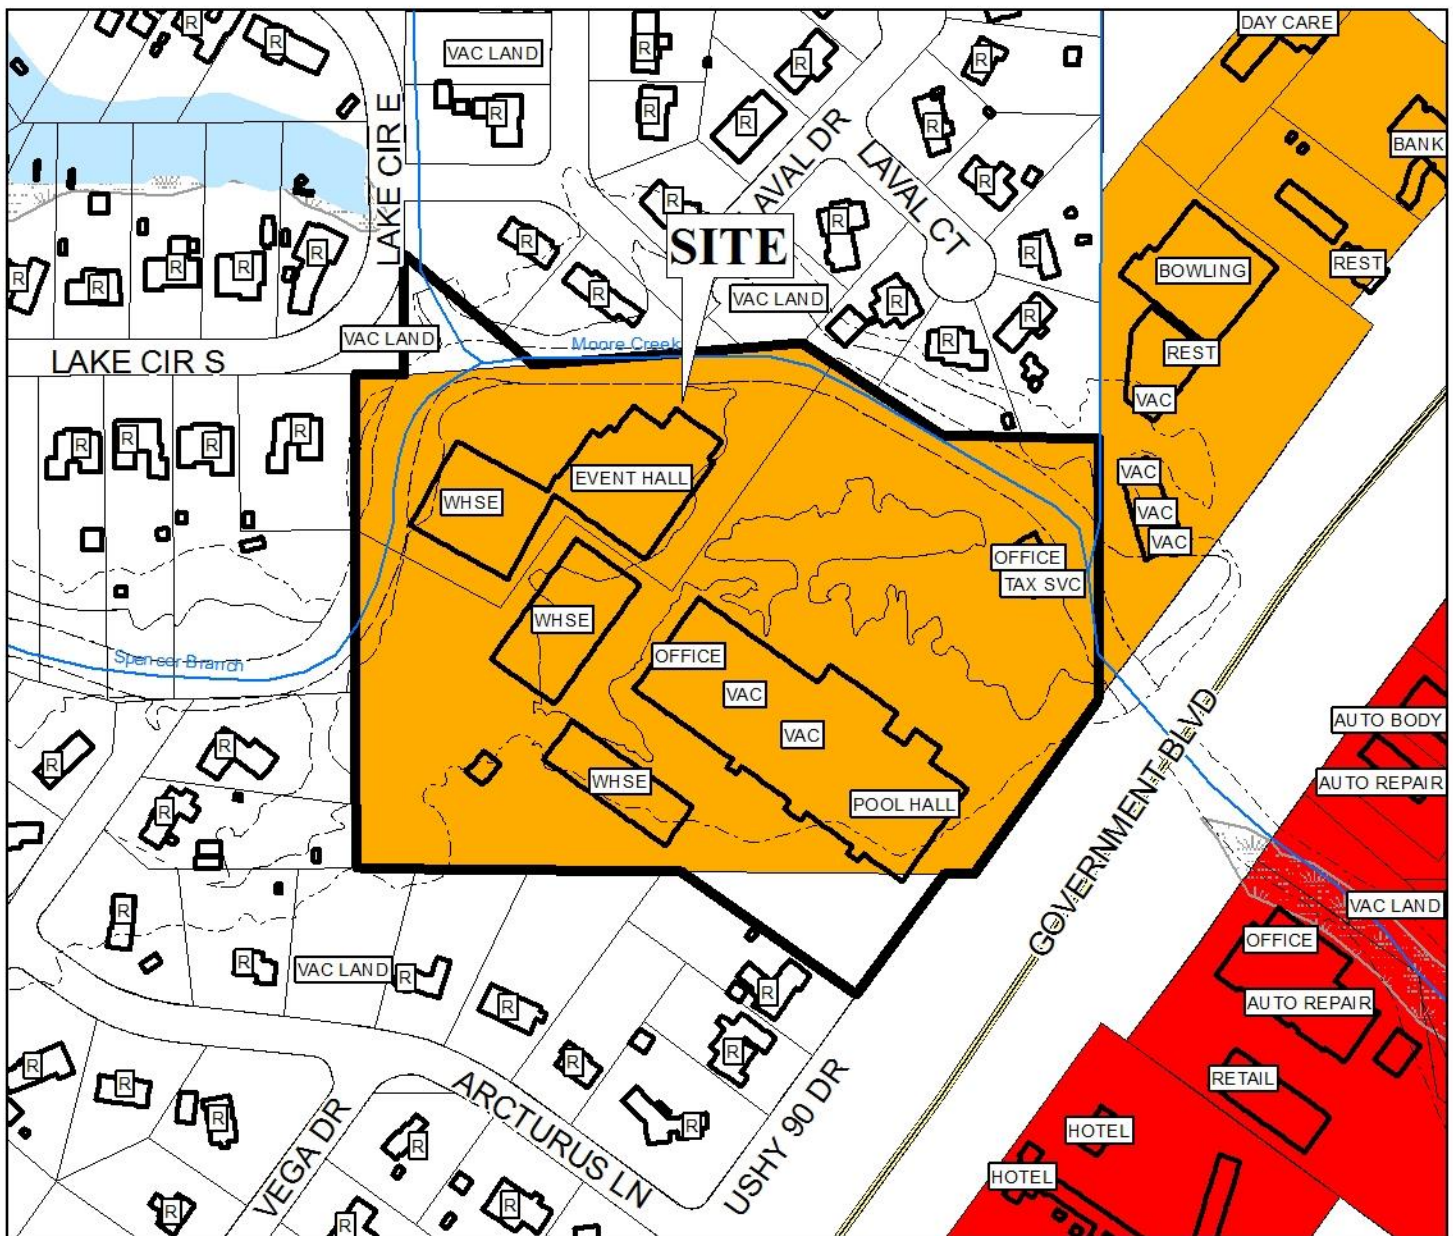 R
R
DAY CARE
VAC LAND
R
R
R
R
R
R
R
BANK
LAKE CIR E
LAVAL DR
LAVAL CT
R
R
R
R
R
SITE
R
R
R
R
R
R
R
VAC LAND
R
BOWLING
REST
VAC LAND
Moore Creek
R
R
REST
LAKE CIR S
VAC
R
R
R
R
EVENT HALL
WHSE
VAC
VAC
VAC
OFFICE
TAX SVC
WHSE
OFFICE
Spencer Branch
VAC
VAC
R
R
WHSE
POOL HALL
GOVERNMENT BLVD
AUTO BODY
AUTO REPAIR
R
R
VAC LAND
OFFICE
R
VAC LAND
R
R
R
AUTO REPAIR
R
R
R
R
RETAIL
ARCTURUS LN
USHY 90 DR
VEGA DR
R
R
R
HOTEL
HOTEL
R
R
R